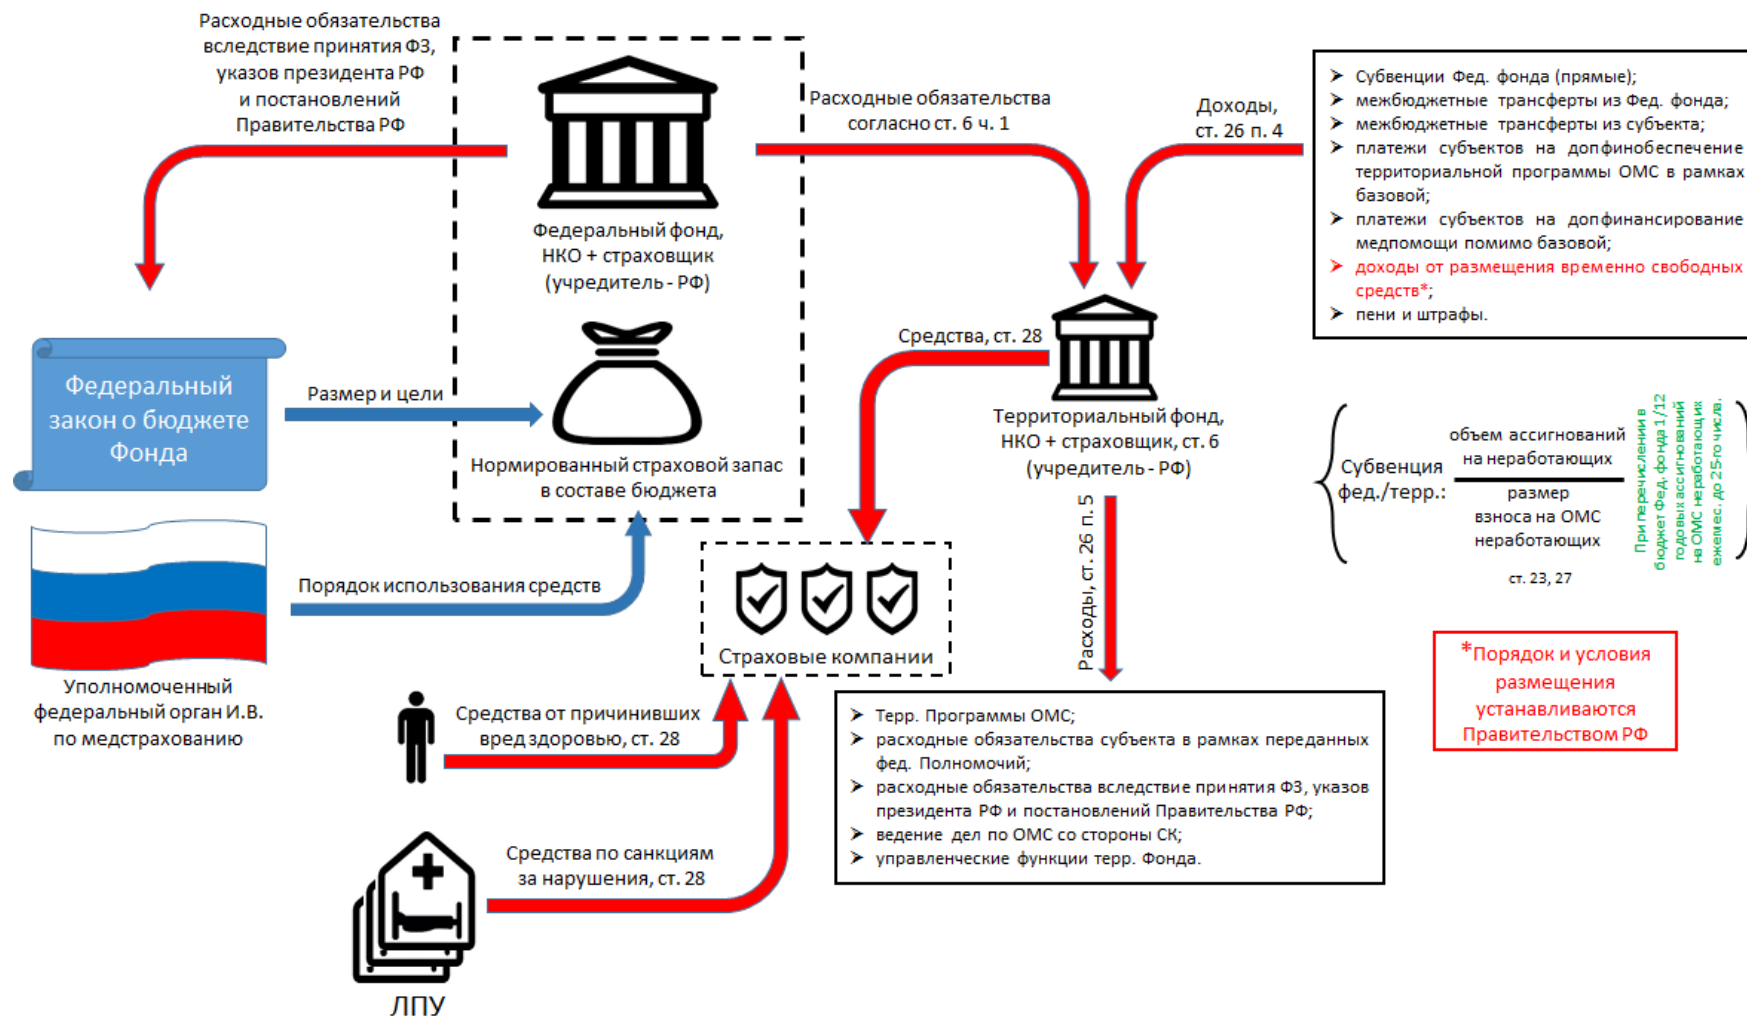 Расходные обязательства
вследствие принятия ФЗ,
указов президента РФ
и постановлений
Правительства РФ
Федеральный фонд,
НКО + страховщик
(учредитель - РФ)
Расходные обязательства
согласно ст. 6 ч. 1
Доходы,
ст. 26 п. 4
➤ Субвенции Фед. фонда (прямые);
➤ межбюджетные трансферты из Фед. фонда;
➤ межбюджетные трансферты из субъекта;
➤ платежи субъектов на допфинобеспечение
территориальной программы ОМС в рамках
базовой;
➤ платежи субъектов на допфинансирование
медпомощи помимо базовой;
➤ доходы от размещения временно свободных
средств*;
➤ пени и штрафы.
Федеральный
закон о бюджете
Фонда
Размер и цели
Нормированный страховой запас
в составе бюджета
Средства, ст. 28
Территориальный фонд,
НКО + страховщик, ст. 6
(учредитель - РФ)
Субвенция
фед./терр.:
объем ассигнований
на неработающих
размер
взноса на ОМС
неработающих
При перечислении в
бюджет Фед. фонда 1/12
годовых ассигнований
на ОМС неработающих
ежемес. до 25-го числа.
ст. 23, 27
Порядок использования средств
Уполномоченный
федеральный орган И.В.
по медстрахованию
Страховые компании
Расходы, ст. 26 п. 5
*Порядок и условия
размещения
устанавливаются
Правительством РФ
Средства от причинивших
вред здоровью, ст. 28
➤ Терр. Программы ОМС;
➤ расходные обязательства субъекта в рамках переданных
фед. Полномочий;
➤ расходные обязательства вследствие принятия ФЗ, указов
президента РФ и постановлений Правительства РФ;
➤ ведение дел по ОМС со стороны СК;
➤ управленческие функции терр. Фонда.
Средства по санкциям
за нарушения, ст. 28
ЛПУ